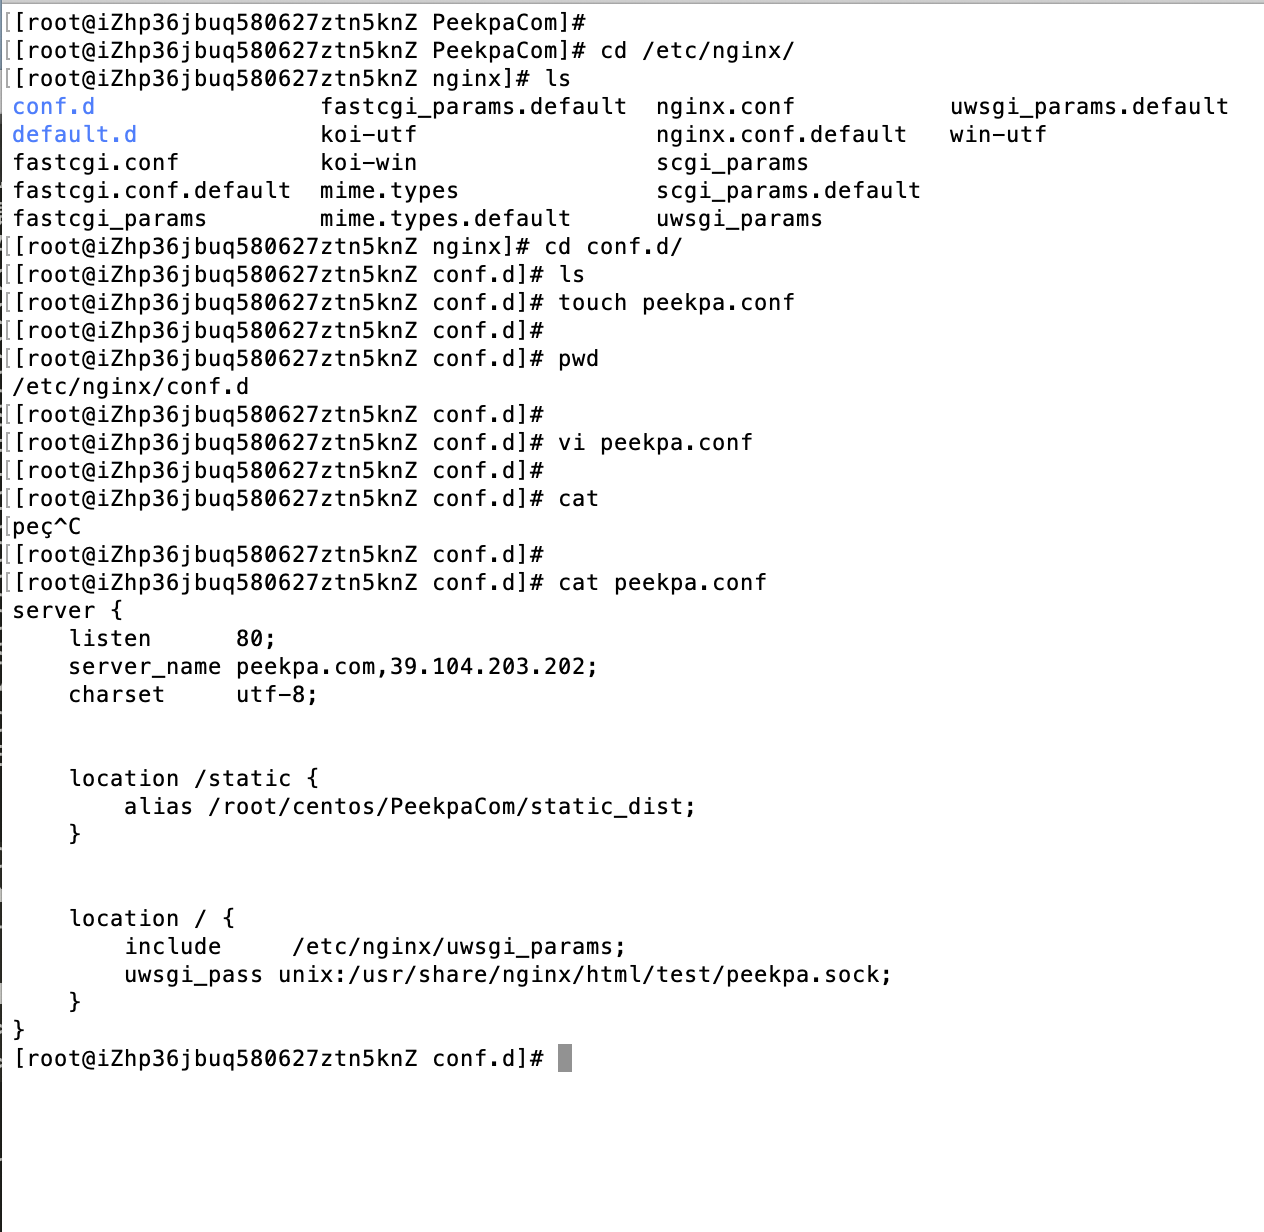 [[root@iZhp36jbuq580627ztn5knZ PeekpaCom]#
[[root@iZhp36jbuq580627ztn5knZ PeekpaCom]# cd /etc/nginx/
[[root@iZhp36jbuq580627ztn5knZ nginx]# ls
conf.d                fastcgi_params.default  nginx.conf           uwsgi_params.default
default.d             koi-utf                 nginx.conf.default   win-utf
fastcgi.conf          koi-win                 scgi_params
fastcgi.conf.default  mime.types              scgi_params.default
fastcgi_params        mime.types.default      uwsgi_params
[[root@iZhp36jbuq580627ztn5knZ nginx]# cd conf.d/
[[root@iZhp36jbuq580627ztn5knZ conf.d]# ls
[[root@iZhp36jbuq580627ztn5knZ conf.d]# touch peekpa.conf
[[root@iZhp36jbuq580627ztn5knZ conf.d]#
[[root@iZhp36jbuq580627ztn5knZ conf.d]# pwd
/etc/nginx/conf.d
[[root@iZhp36jbuq580627ztn5knZ conf.d]#
[[root@iZhp36jbuq580627ztn5knZ conf.d]# vi peekpa.conf
[[root@iZhp36jbuq580627ztn5knZ conf.d]#
[[root@iZhp36jbuq580627ztn5knZ conf.d]# cat
[peç^C
[[root@iZhp36jbuq580627ztn5knZ conf.d]#
[[root@iZhp36jbuq580627ztn5knZ conf.d]# cat peekpa.conf
server {
    listen      80;
    server_name peekpa.com,39.104.203.202;
    charset     utf-8;
    location /static {
        alias /root/centos/PeekpaCom/static_dist;
    }
    location / {
        include     /etc/nginx/uwsgi_params;
        uwsgi_pass unix:/usr/share/nginx/html/test/peekpa.sock;
    }
}
[root@iZhp36jbuq580627ztn5knZ conf.d]#